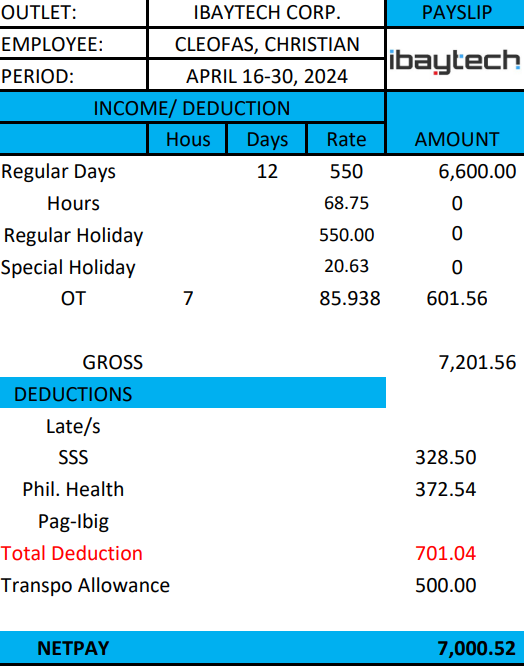 OUTLET: IBAYTECH CORP. PAYSLIP
EMPLOYEE: CLEOFAS, CHRISTIAN
ibaytech
PERIOD: APRIL 16-30, 2024
INCOME/ DEDUCTION
Hous Days Rate AMOUNT
Regular Days 12 550 6,600.00
Hours 68.75 0
Regular Holiday 550.00 0
Special Holiday 20.63 0
OT 7 85.938 601.56
GROSS 7,201.56
DEDUCTIONS
Late/s
SSS 328.50
Phil. Health 372.54
Pag-Ibig
Total Deduction 701.04
Transpo Allowance 500.00
NETPAY 7,000.52